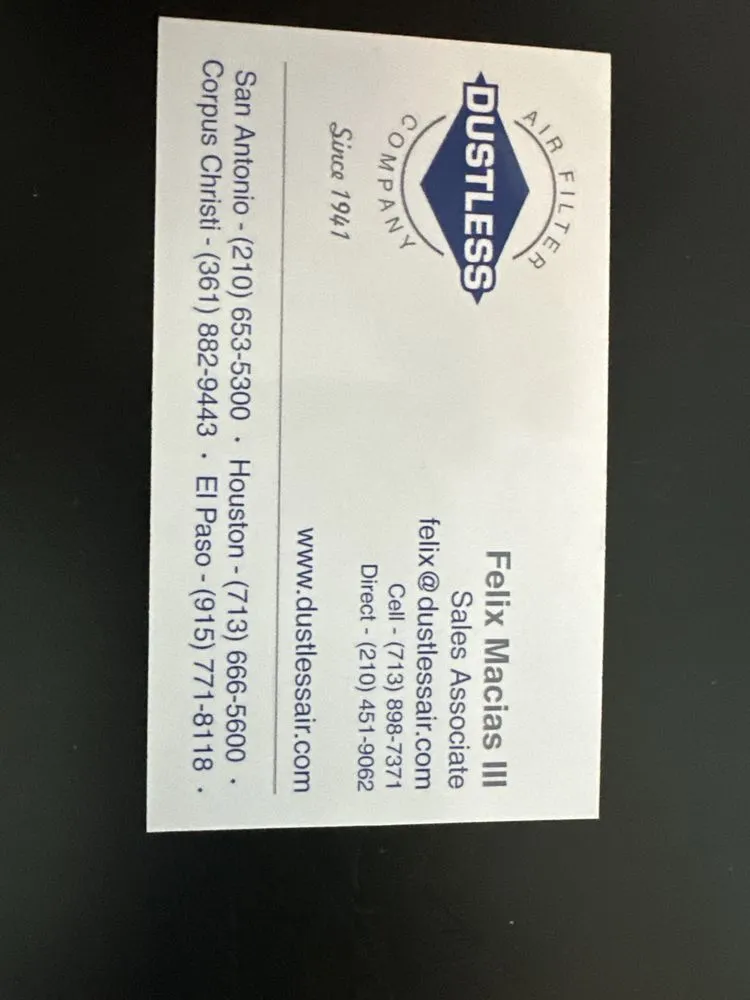 AIR FILTER
DUSTLESS
COMPANY
Since 1941
Felix Macias III
Sales Associate
felix@dustlessair.com
Cell - (713) 898-7371
Direct - (210) 451-9062
www.dustlessair.com
San Antonio - (210) 653-5300 • Houston - (713) 666-5600 •
Corpus Christi - (361) 882-9443 • El Paso - (915) 771-8118 •